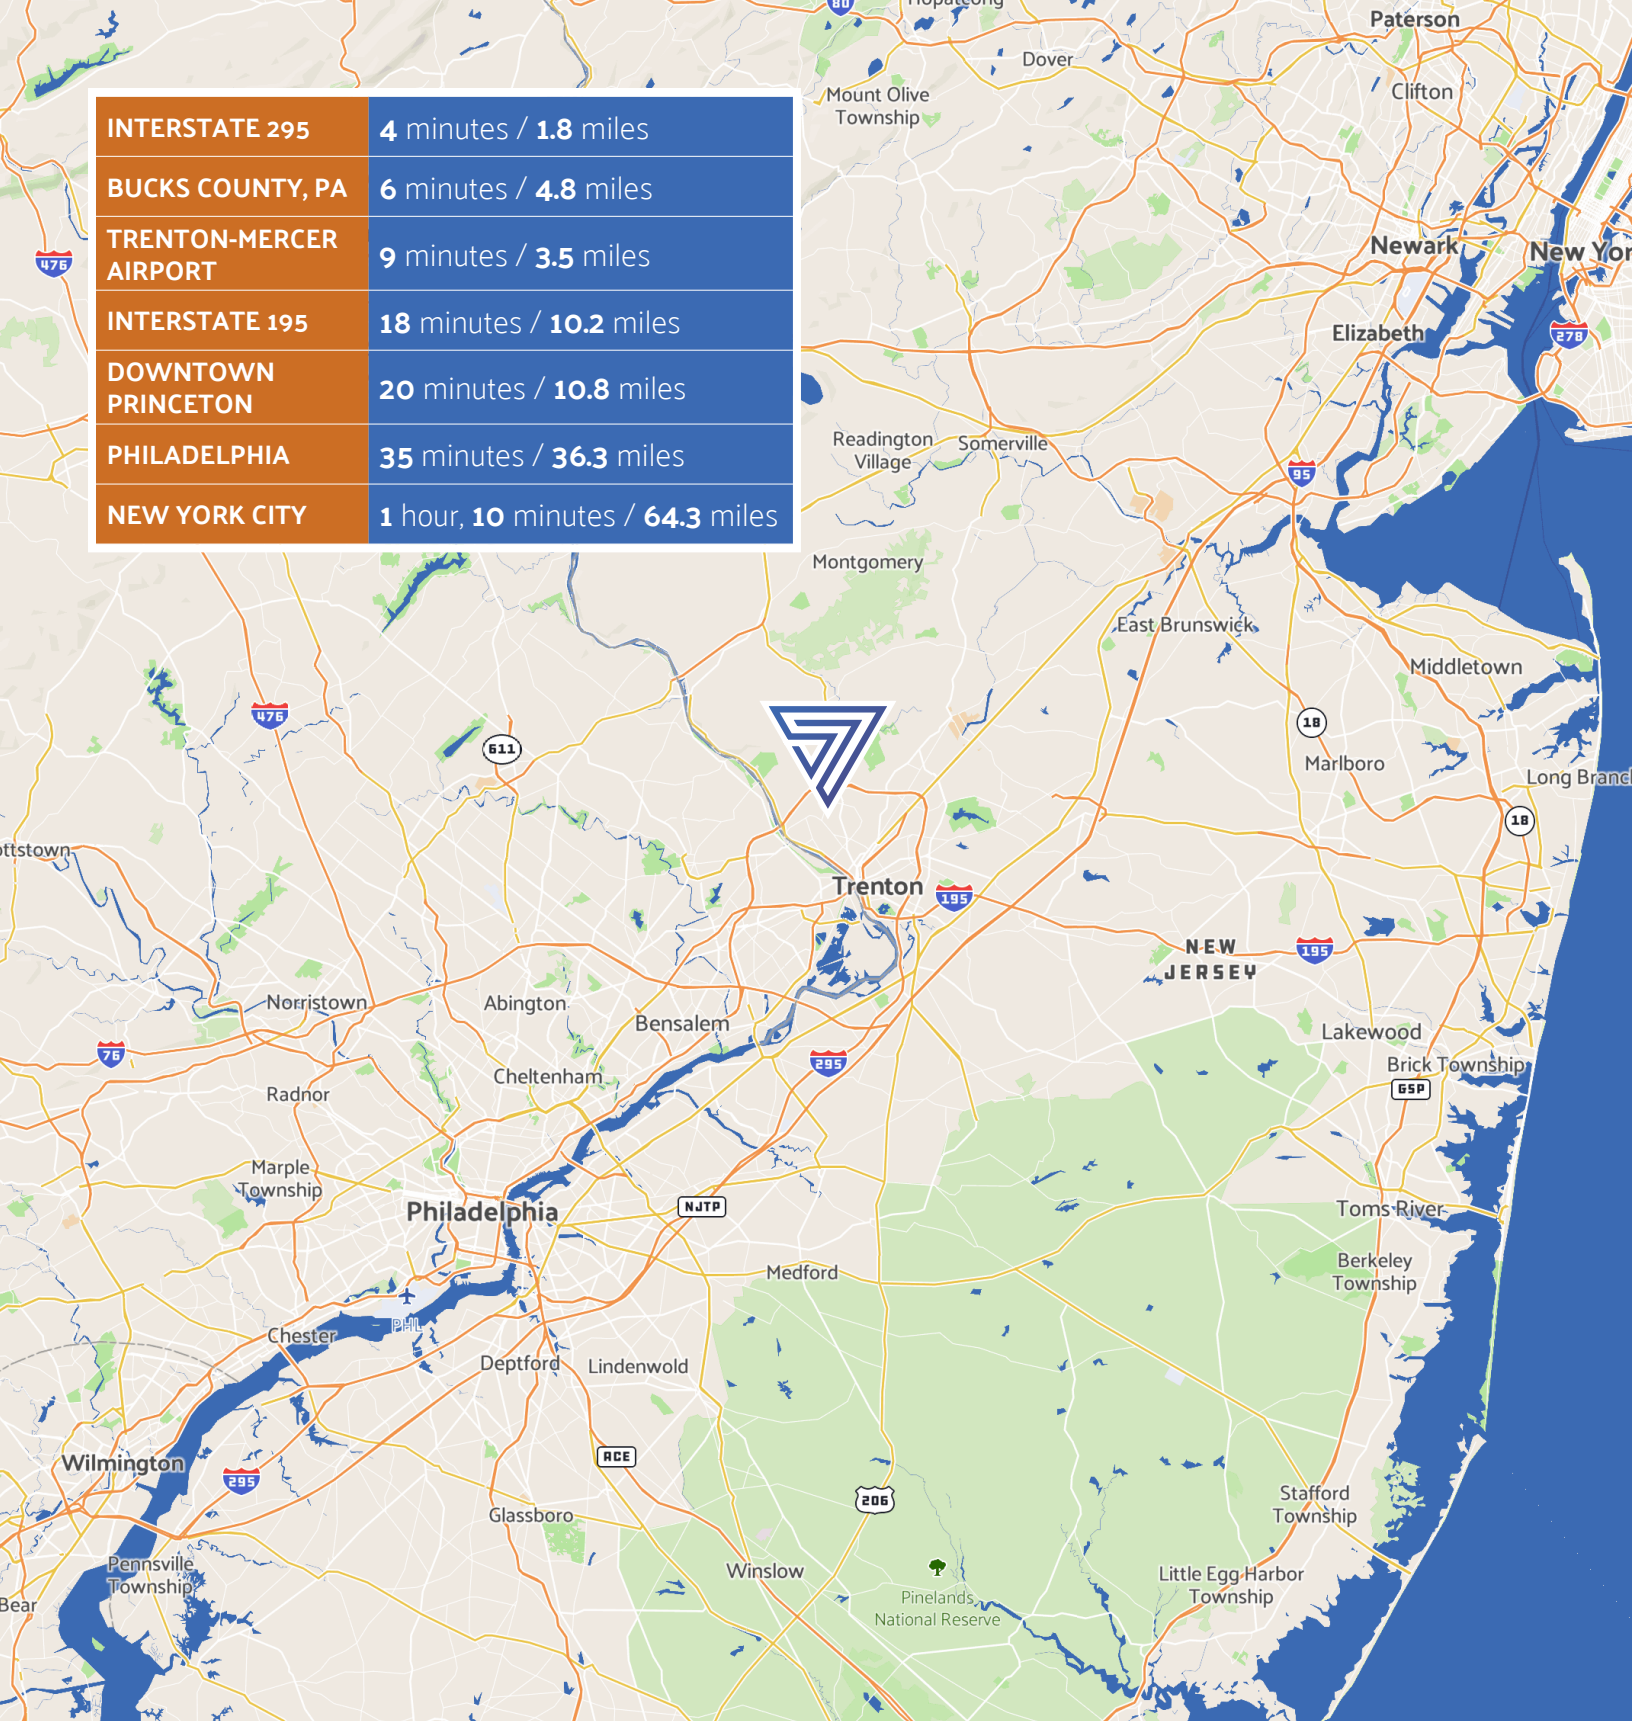 80
Hopatcong
Paterson
Dover
Clifton
Mount Olive
Township
INTERSTATE 295
4 minutes / 1.8 miles
BUCKS COUNTY, PA
6 minutes / 4.8 miles
TRENTON-MERCER
AIRPORT
9 minutes / 3.5 miles
INTERSTATE 195
18 minutes / 10.2 miles
DOWNTOWN
PRINCETON
20 minutes / 10.8 miles
PHILADELPHIA
35 minutes / 36.3 miles
NEW YORK CITY
1 hour, 10 minutes / 64.3 miles
476
Newark
New Yor
Elizabeth
278
Readington
Village
Somerville
95
Montgomery
East Brunswick
Middletown
476
611
18
Marlboro
Long Branc
18
ottstown
Trenton
195
NEW
JERSEY
195
Norristown
Abington
Bensalem
Lakewood
76
295
Brick Township
GSP
Cheltenham
Radnor
Marple
Township
Philadelphia
NJTP
Toms River
Medford
Berkeley
Township
PHL
Chester
Deptford
Lindenwold
Wilmington
295
ACE
206
Stafford
Township
Glassboro
Pennsville
Township
Winslow
Little Egg Harbor
Township
Bear
Pinelands
National Reserve